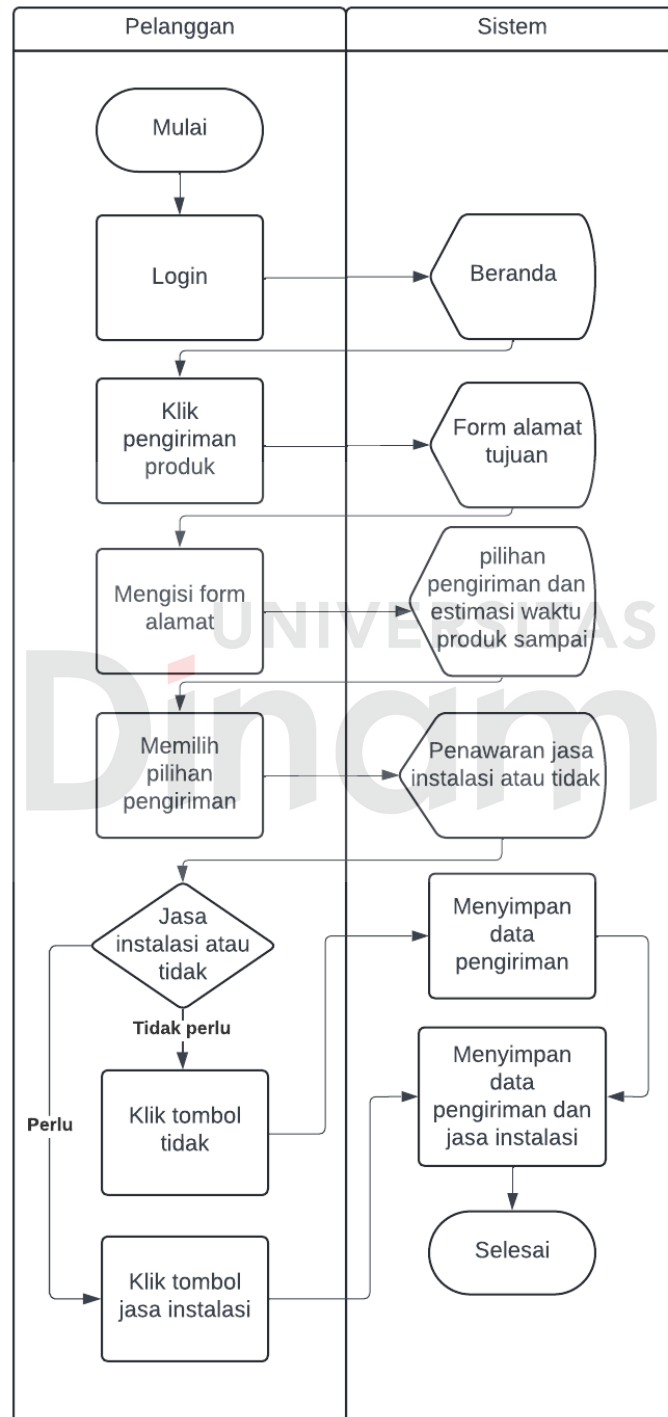 Pelanggan
Sistem
Mulai
Login
Beranda
Klik
pengiriman
produk
Form alamat
tujuan
Mengisi form
alamat
pilihan
pengiriman dan
estimasi waktu
produk sampai
UNIVERSITAS
Dinam
Memilih
pilihan
pengiriman
Penawaran jasa
instalasi atau tidak
Jasa
instalasi atau
tidak
Menyimpan
data
pengiriman
Tidak perlu
Perlu
Klik tombol
tidak
Menyimpan
data
pengiriman dan
jasa instalasi
Klik tombol
jasa instalasi
Selesai